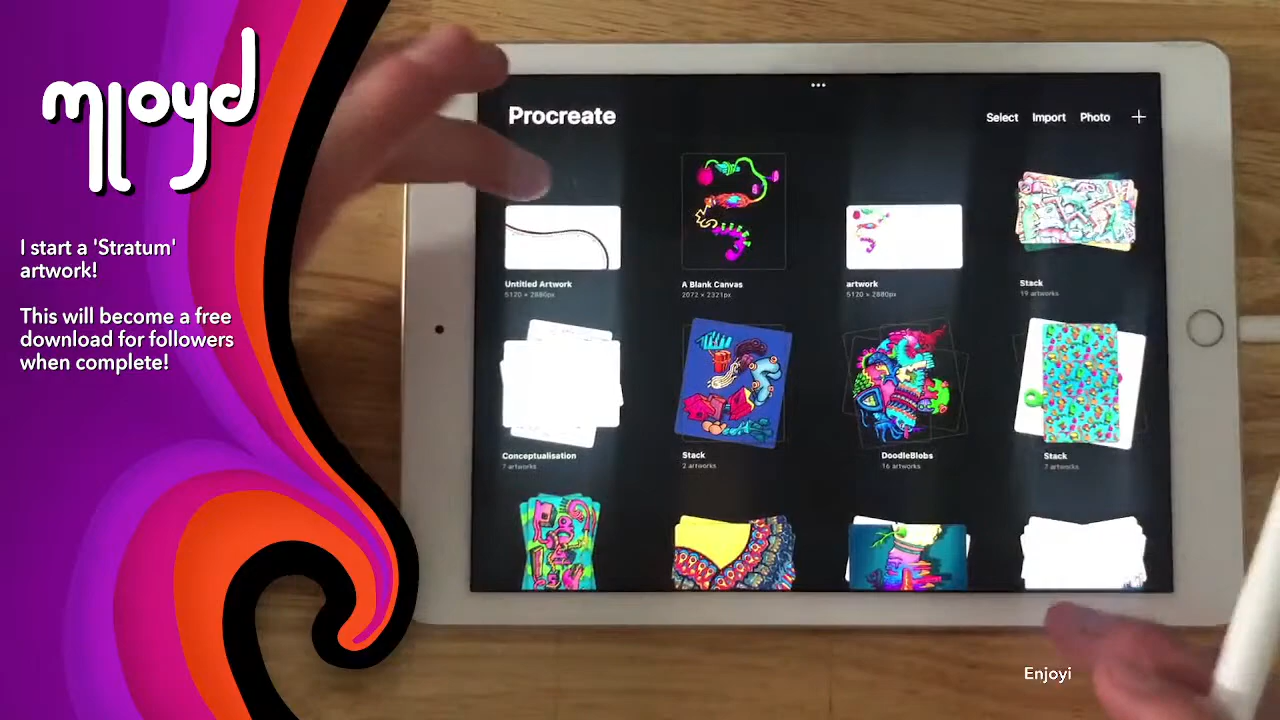 mloyd
I start a 'Stratum'
artwork!
This will become a free
download for followers
when complete!
Procreate
Select Import Photo
Untitled Artwork
5120 × 2880px
A Blank Canvas
2072 × 2321px
artwork
5120 × 2880px
Stack
19 artworks
Conceptualisation
7 artworks
Stack
2 artworks
DoodleBlobs
16 artworks
Stack
7 artworks
Enjoyi